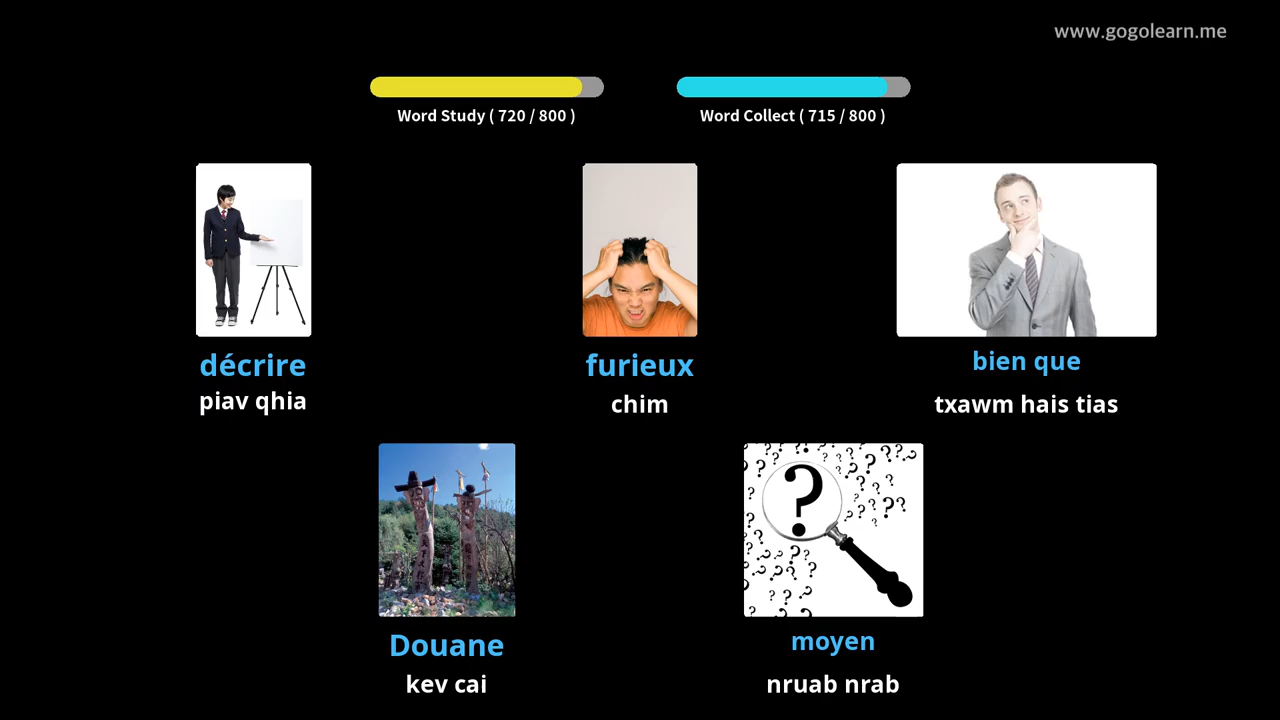 www.gogolearn.me
Word Study ( 720 / 800 )
Word Collect ( 715 / 800 )
décrire
piav qhia
furieux
chim
bien que
txawm hais tias
Douane
kev cai
moyen
nruab nrab